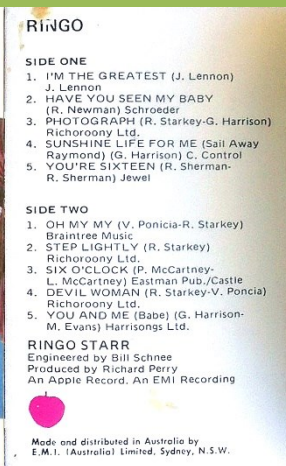 RINGO
SIDE ONE
1. I'M THE GREATEST (J. Lennon)
J. Lennon
2. HAVE YOU SEEN MY BABY
(R. Newman) Schroeder
3. PHOTOGRAPH (R. Starkey-G. Harrison)
Richoroony Ltd.
4. SUNSHINE LIFE FOR ME (Sail Away
Raymond) (G. Harrison) C. Control
5. YOU'RE SIXTEEN (R. Sherman-
R. Sherman) Jewel
SIDE TWO
1. OH MY MY (V. Ponicia-R. Starkey)
Braintree Music
2. STEP LIGHTLY (R. Starkey)
Richoroony Ltd.
3. SIX O'CLOCK (P. McCartney-
L. McCartney) Eastman Pub./Castle
4. DEVIL WOMAN (R. Starkey-V. Poncia)
Richoroony Ltd.
5. YOU AND ME (Babe) (G. Harrison-
M. Evans) Harrisongs Ltd.
RINGO STARR
Engineered by Bill Schnee
Produced by Richard Perry
An Apple Record. An EMI Recording
Made and distributed in Australia by
E.M.I. (Australia) Limited, Sydney, N.S.W.